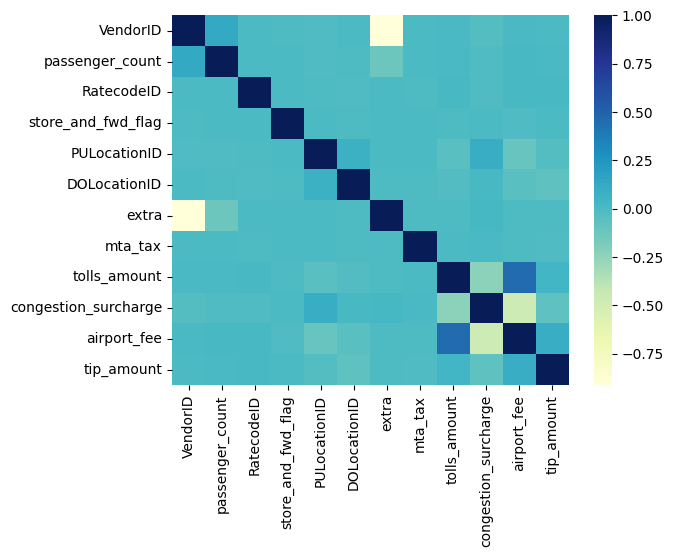 VendorID
passenger_count
RatecodeID
store_and_fwd_flag
PULocationID
DOLocationID
extra
mta_tax
tolls_amount
congestion_surcharge
airport_fee
tip_amount
VendorID
passenger_count
RatecodeID
store_and_fwd_flag
PULocationID
DOLocationID
extra
mta_tax
tolls_amount
congestion_surcharge
airport_fee
tip_amount
1.00
0.75
0.50
0.25
0.00
−0.25
−0.50
−0.75